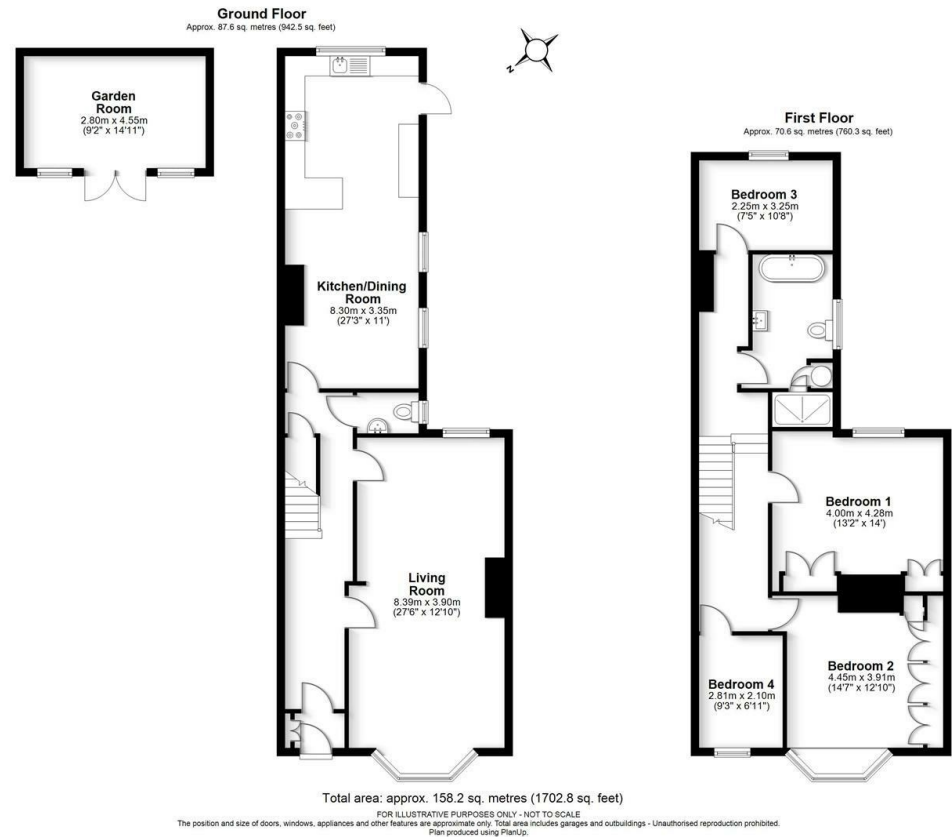 Ground Floor
Approx. 87.6 sq. metres (942.5 sq. feet)
Garden
Room
2.80m x 4.55m
(9'2" x 14'11")
Kitchen/Dining
Room
8.30m x 3.35m
(27'3" x 11')
Living
Room
8.39m x 3.90m
(27'6" x 12'10")
N
First Floor
Approx. 70.6 sq. metres (760.3 sq. feet)
Bedroom 3
2.25m x 3.25m
(7'5" x 10'8")
Bedroom 1
4.00m x 4.28m
(13'2" x 14')
Bedroom 2
4.45m x 3.91m
(14'7" x 12'10")
Bedroom 4
2.81m x 2.10m
(9'3" x 6'11")
Total area: approx. 158.2 sq. metres (1702.8 sq. feet)
FOR ILLUSTRATIVE PURPOSES ONLY - NOT TO SCALE
The position and size of doors, windows, appliances and other features are approximate only. Total area includes garages and outbuildings - Unauthorised reproduction prohibited.
Plan produced using PlanUp.